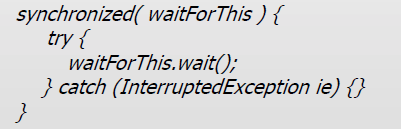 synchronized( waitForThis ) {
try {
waitForThis.wait();
} catch (InterruptedException ie) {}
}